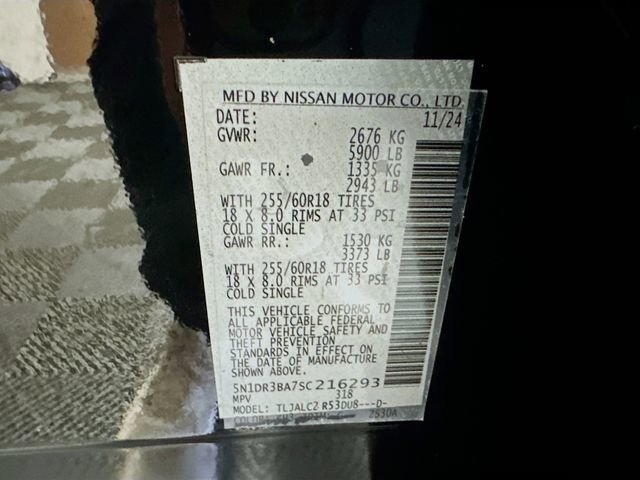 MFD BY NISSAN MOTOR CO., LTD.
DATE: 11/24
GVWR: 2676 KG
5900 LB
GAWR FR.: 1335 KG
2943 LB
WITH 255/60R18 TIRES
18 X 8.0 RIMS AT 33 PSI
COLD SINGLE
GAWR RR.: 1530 KG
3373 LB
WITH 255/60R18 TIRES
18 X 8.0 RIMS AT 33 PSI
COLD SINGLE
THIS VEHICLE CONFORMS TO
ALL APPLICABLE FEDERAL
MOTOR VEHICLE SAFETY AND
THEFT PREVENTION
STANDARDS IN EFFECT ON
THE DATE OF MANUFACTURE
SHOWN ABOVE.
5N1DR3BA7SC216293
MPV 318
MODEL: TLJALC2 R53DU8---D-